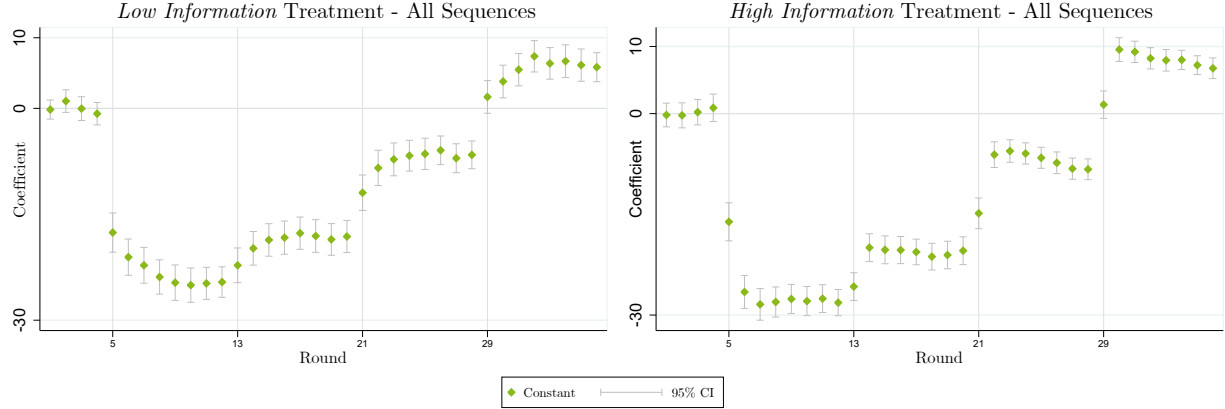 Low Information Treatment - All Sequences
10
0
-30
Coefficient
5
13
21
29
Round
High Information Treatment - All Sequences
10
0
-30
Coefficient
5
13
21
29
Round
Constant
95% CI